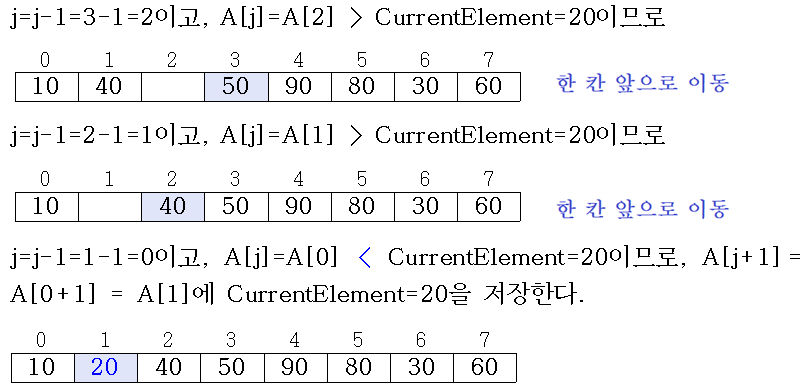 j=j-1=3-1=2이고, A[j]=A[2] > CurrentElement=20이므로
0 1 2 3 4 5 6 7
10 40 50 90 80 30 60 한 칸 앞으로 이동
j=j-1=2-1=1이고, A[j]=A[1] > CurrentElement=20이므로
0 1 2 3 4 5 6 7
10 40 50 90 80 30 60 한 칸 앞으로 이동
j=j-1=1-1=0이고, A[j]=A[0] < CurrentElement=20이므로, A[j+1] =
A[0+1] = A[1]에 CurrentElement=20을 저장한다.
0 1 2 3 4 5 6 7
10 20 40 50 90 80 30 60